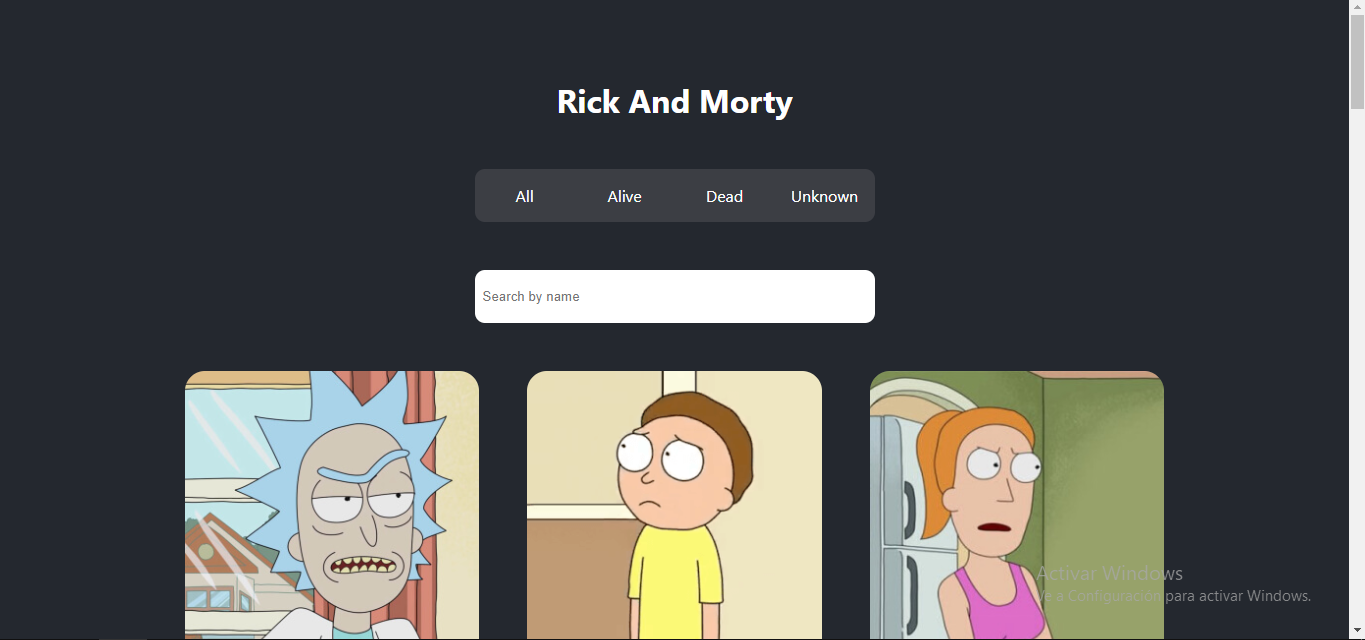 Rick And Morty
All Alive Dead Unknown
Search by name
Activar Windows
Ve a Configuración para activar Windows.